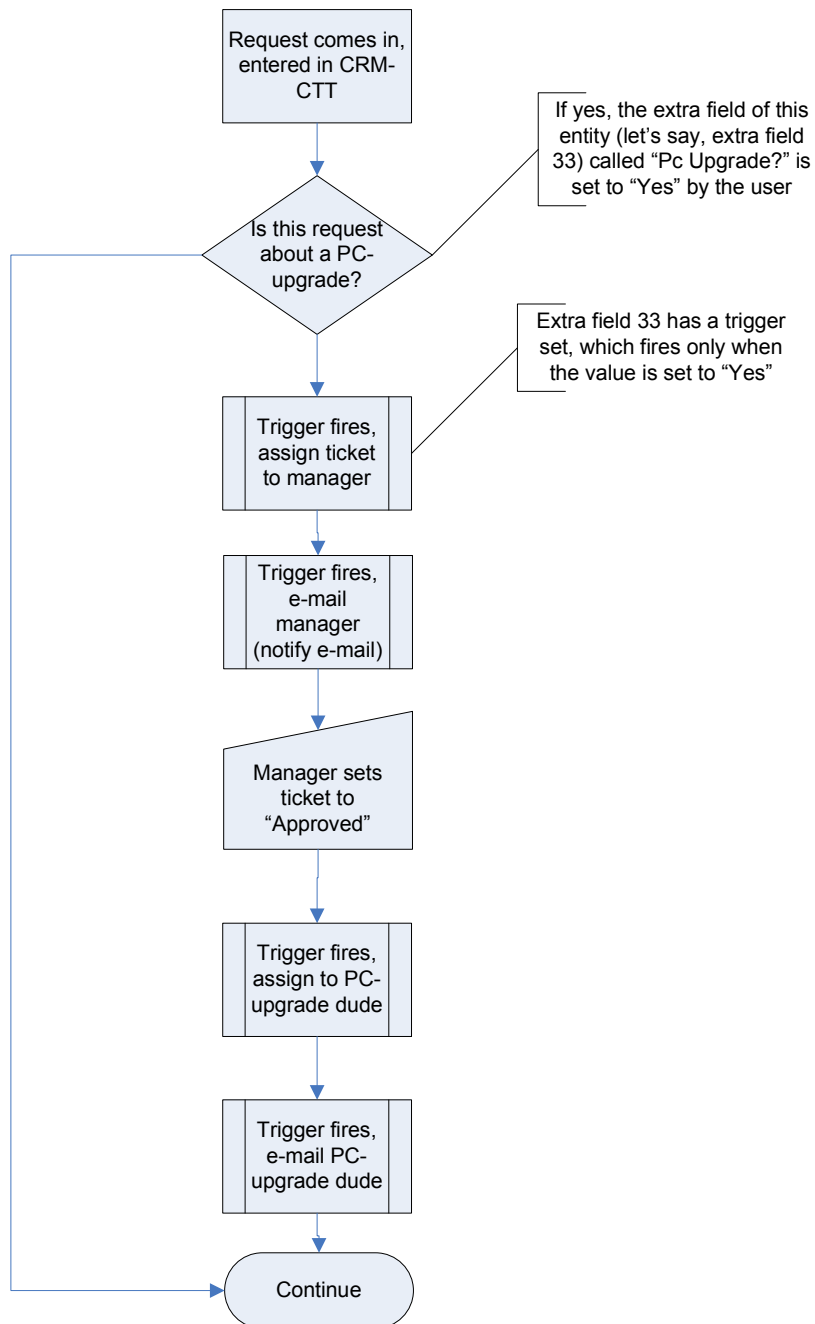 Request comes in,
entered in CRM-
CTT
If yes, the extra field of this
entity (let’s say, extra field
33) called “Pc Upgrade?” is
set to “Yes” by the user
Is this request
about a PC-
upgrade?
Extra field 33 has a trigger
set, which fires only when
the value is set to “Yes”
Trigger fires,
assign ticket
to manager
Trigger fires,
e-mail
manager
(notify e-mail)
Manager sets
ticket to
“Approved”
Trigger fires,
assign to PC-
upgrade dude
Trigger fires,
e-mail PC-
upgrade dude
Continue